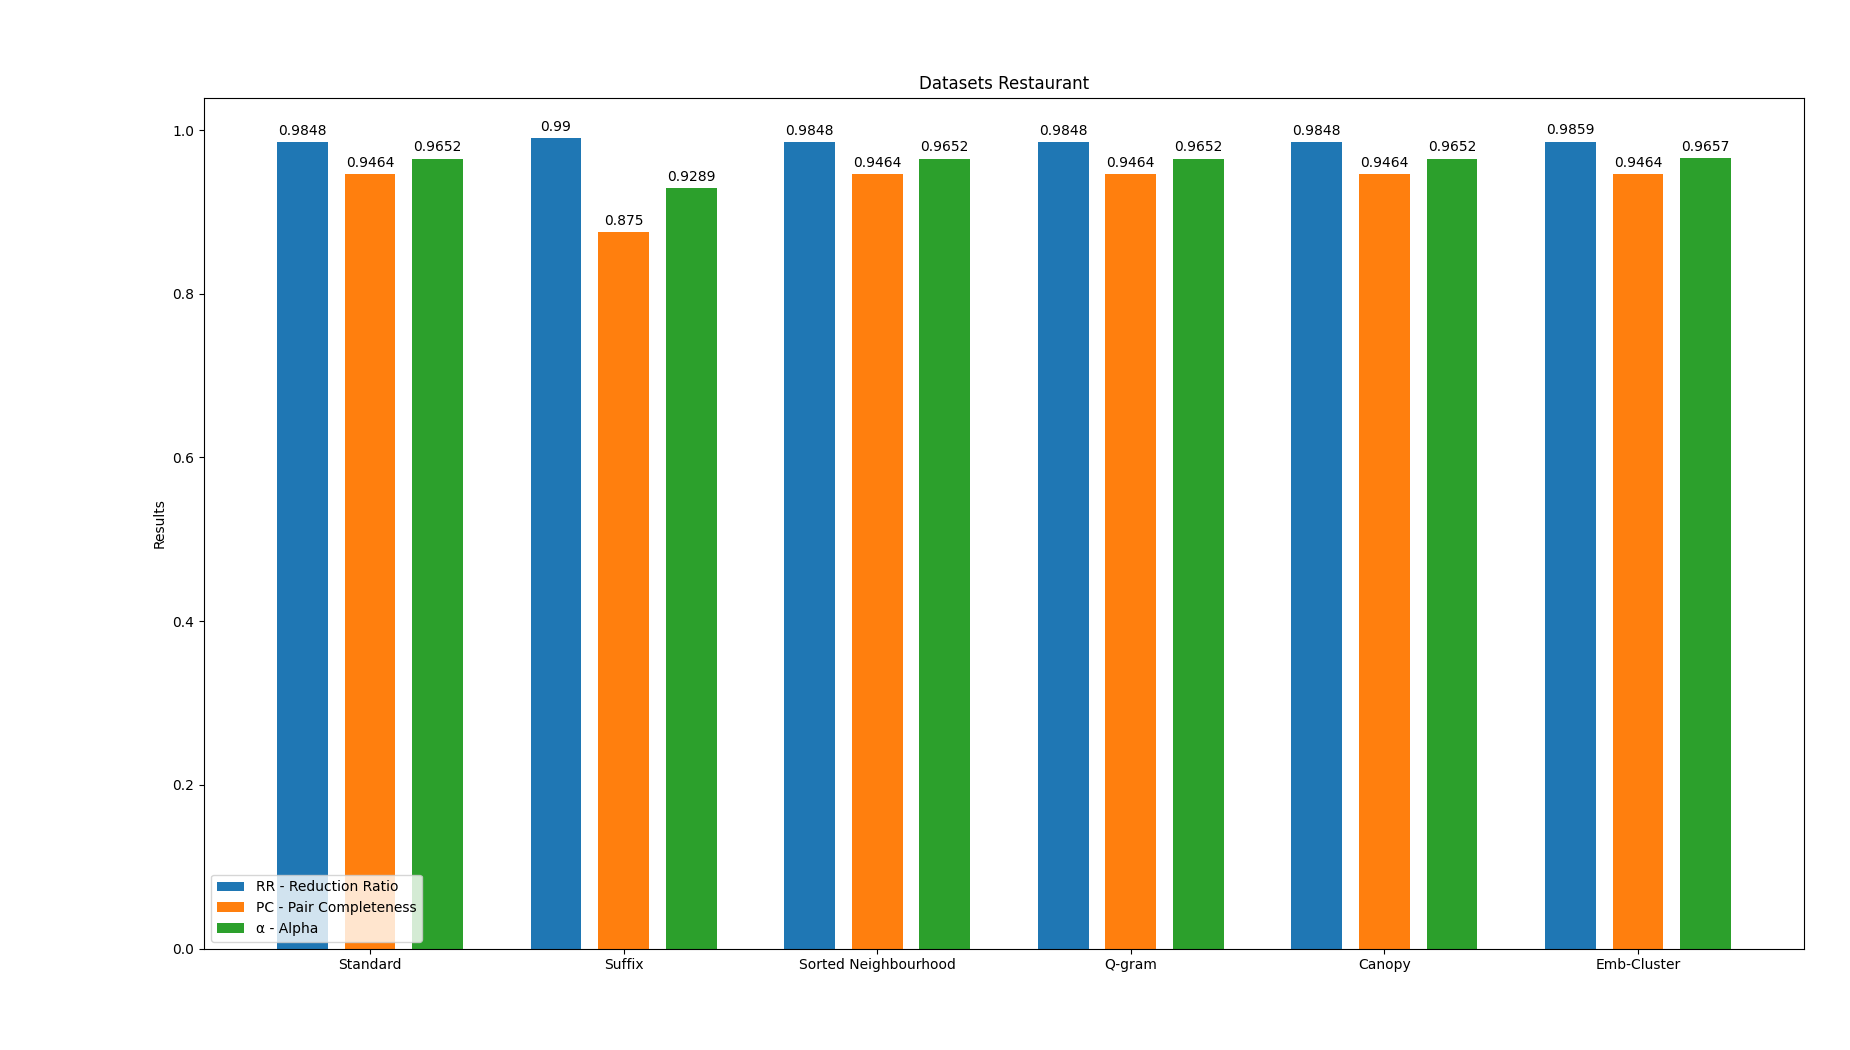 Datasets Restaurant
1.0
0.8
0.6
0.4
0.2
0.0
Results
0.9848
0.9464
0.9652
0.99
0.875
0.9289
0.9848
0.9464
0.9652
0.9848
0.9464
0.9652
0.9848
0.9464
0.9652
0.9859
0.9464
0.9657
RR - Reduction Ratio
PC - Pair Completeness
α - Alpha
Standard
Suffix
Sorted Neighbourhood
Q-gram
Canopy
Emb-Cluster